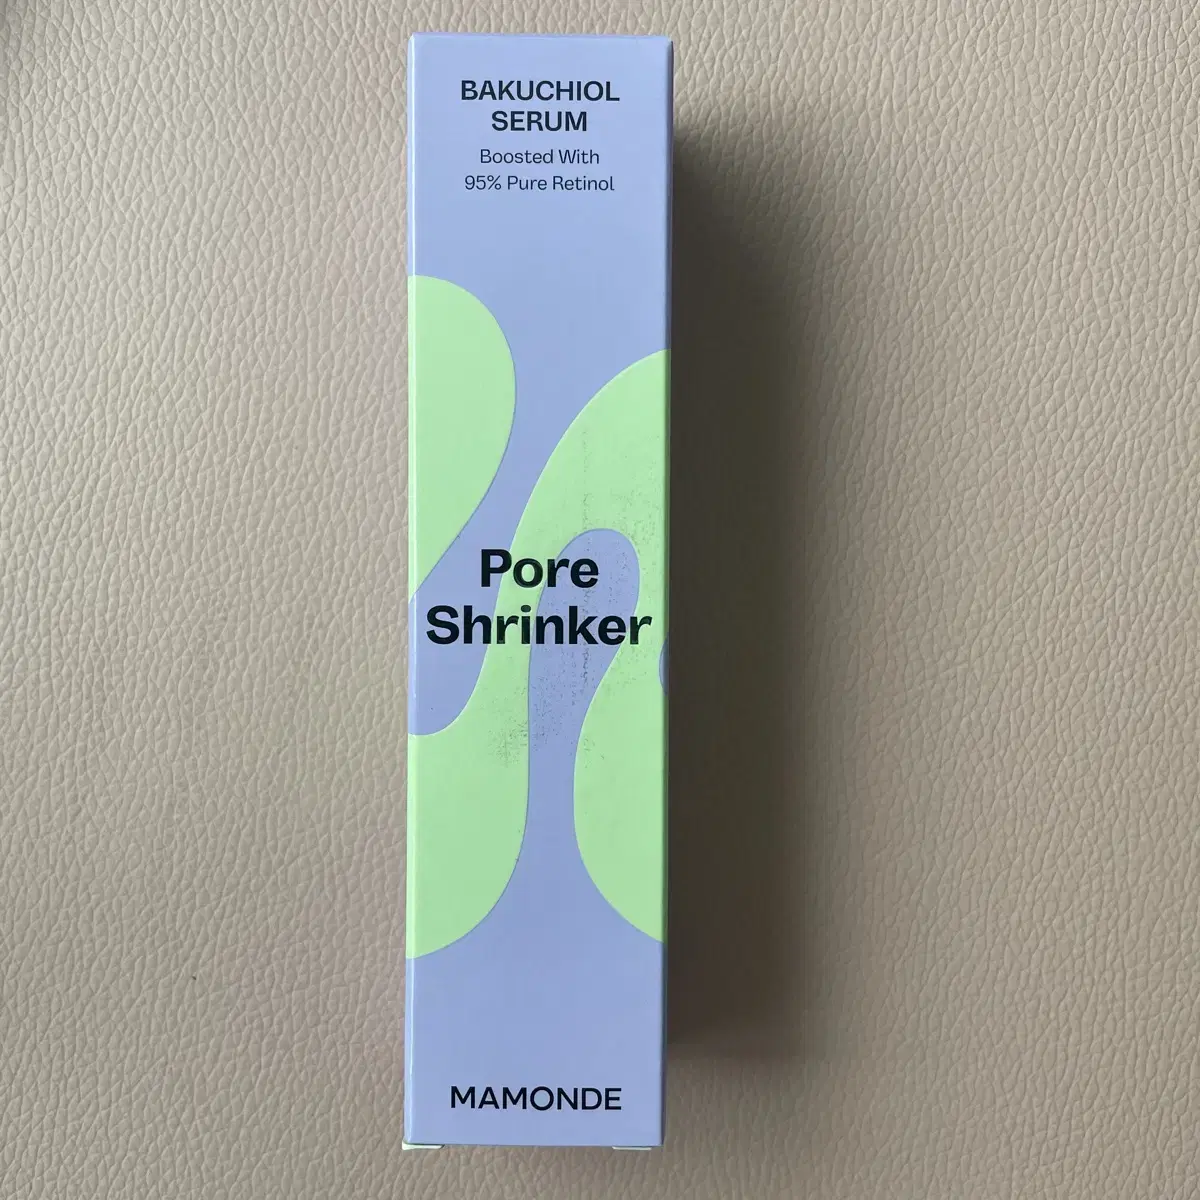 BAKUCHIOL
SERUM
Boosted With
95% Pure Retinol
Pore
Shrinker
MAMONDE